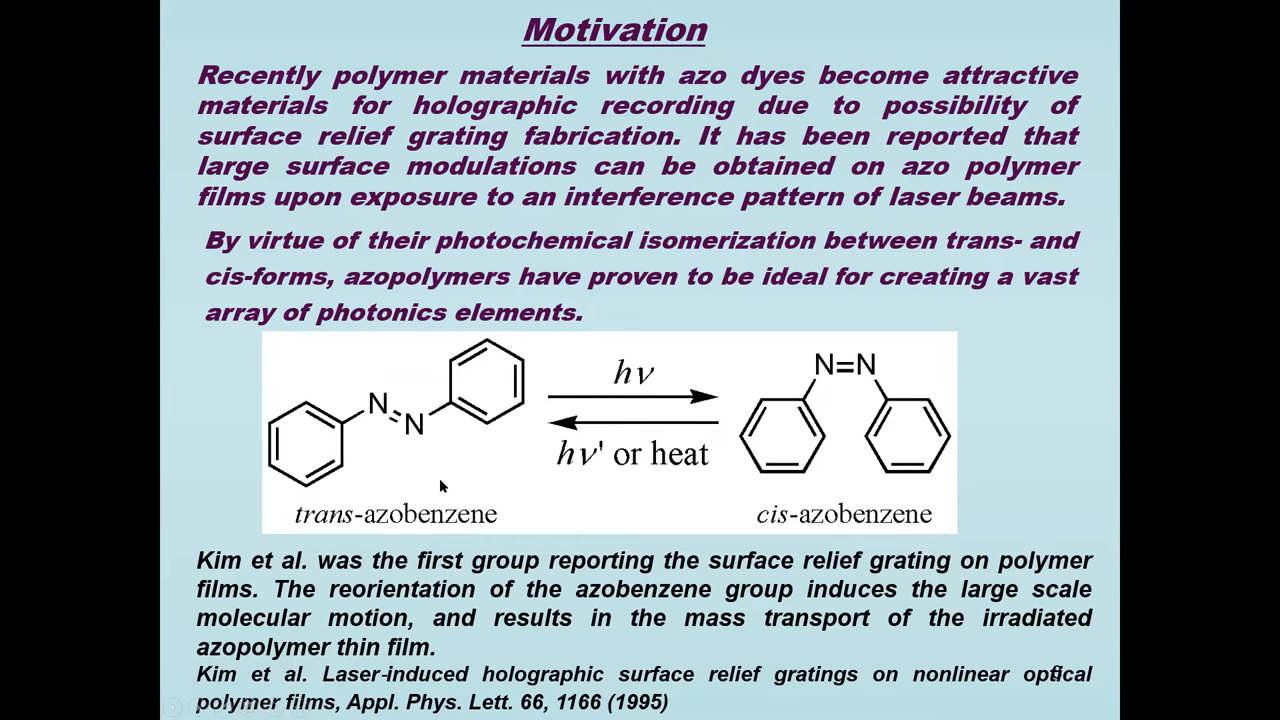 Motivation
Recently polymer materials with azo dyes become attractive
materials for holographic recording due to possibility of
surface relief grating fabrication. It has been reported that
large surface modulations can be obtained on azo polymer
films upon exposure to an interference pattern of laser beams.
By virtue of their photochemical isomerization between trans- and
cis-forms, azopolymers have proven to be ideal for creating a vast
array of photonics elements.
N=N
hν
N=N
hν' or heat
trans-azobenzene
cis-azobenzene
Kim et al. was the first group reporting the surface relief grating on polymer
films. The reorientation of the azobenzene group induces the large scale
molecular motion, and results in the mass transport of the irradiated
azopolymer thin film.
Kim et al. Laser-induced holographic surface relief gratings on nonlinear optical
polymer films, Appl. Phys. Lett. 66, 1166 (1995)